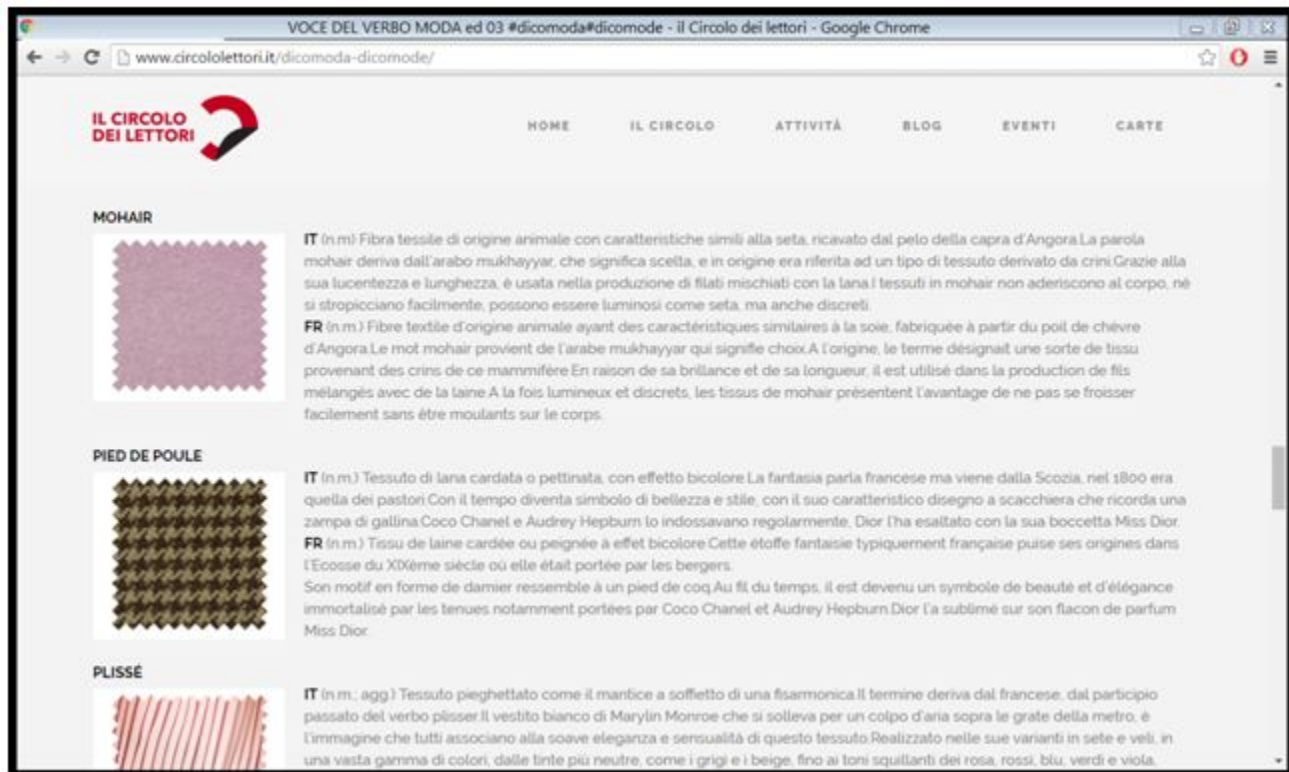 VOCE DEL VERBO MODA ed 03 #dicomoda#dicomode - il Circolo dei lettori - Google Chrome
www.circololettori.it/dicomoda-dicomode/
IL CIRCOLO
DEI LETTORI
HOME IL CIRCOLO ATTIVITÀ BLOG EVENTI CARTE
MOHAIR
IT (n.m) Fibra tessile di origine animale con caratteristiche simili alla seta, ricavato dal pelo della capra d'Angora.La parola
mohair deriva dall'arabo mukhayyar, che significa scelta, e in origine era riferita ad un tipo di tessuto derivato da crini.Grazie alla
sua lucentezza e lunghezza, è usata nella produzione di filati mischiati con la lana.I tessuti in mohair non aderiscono al corpo, né
si stropicciano facilmente, possono essere luminosi come seta, ma anche discreti.
FR (n.m.) Fibre textile d'origine animale ayant des caractéristiques similaires à la soie, fabriquée à partir du poil de chèvre
d'Angora.Le mot mohair provient de l'arabe mukhayyar qui signifie choix.A l'origine, le terme désignait une sorte de tissu
provenant des crins de ce mammifère.En raison de sa brillance et de sa longueur, il est utilisé dans la production de fils
mélangés avec de la laine.A la fois lumineux et discrets, les tissus de mohair présentent l'avantage de ne pas se froisser
facilement sans être moulants sur le corps.
PIED DE POULE
IT (n.m.) Tessuto di lana cardata o pettinata, con effetto bicolore.La fantasia parla francese ma viene dalla Scozia, nel 1800 era
quella dei pastori.Con il tempo diventa simbolo di bellezza e stile, con il suo caratteristico disegno a scacchiera che ricorda una
zampa di gallina.Coco Chanel e Audrey Hepburn lo indossavano regolarmente, Dior l'ha esaltato con la sua boccetta Miss Dior.
FR (n.m.) Tissu de laine cardée ou peignée à effet bicolore.Cette étoffe fantaisie typiquement française puise ses origines dans
l'Ecosse du XIXème siècle où elle était portée par les bergers.
Son motif en forme de damier ressemble à un pied de coq.Au fil du temps, il est devenu un symbole de beauté et d'élégance
immortalisé par les tenues notamment portées par Coco Chanel et Audrey Hepburn.Dior l'a sublimé sur son flacon de parfum
Miss Dior.
PLISSÉ
IT (n.m.; agg.) Tessuto pieghettato come il mantice a soffietto di una fisarmonica.Il termine deriva dal francese, dal participio
passato del verbo plisser.Il vestito bianco di Marylin Monroe che si solleva per un colpo d'aria sopra le grate della metro, è
l'immagine che tutti associano alla soave eleganza e sensualità di questo tessuto.Realizzato nelle sue varianti in sete e veli, in
una vasta gamma di colori, dalle tinte più neutre, come i grigi e i beige, fino ai toni squillanti dei rosa, rossi, blu, verdi e viola,